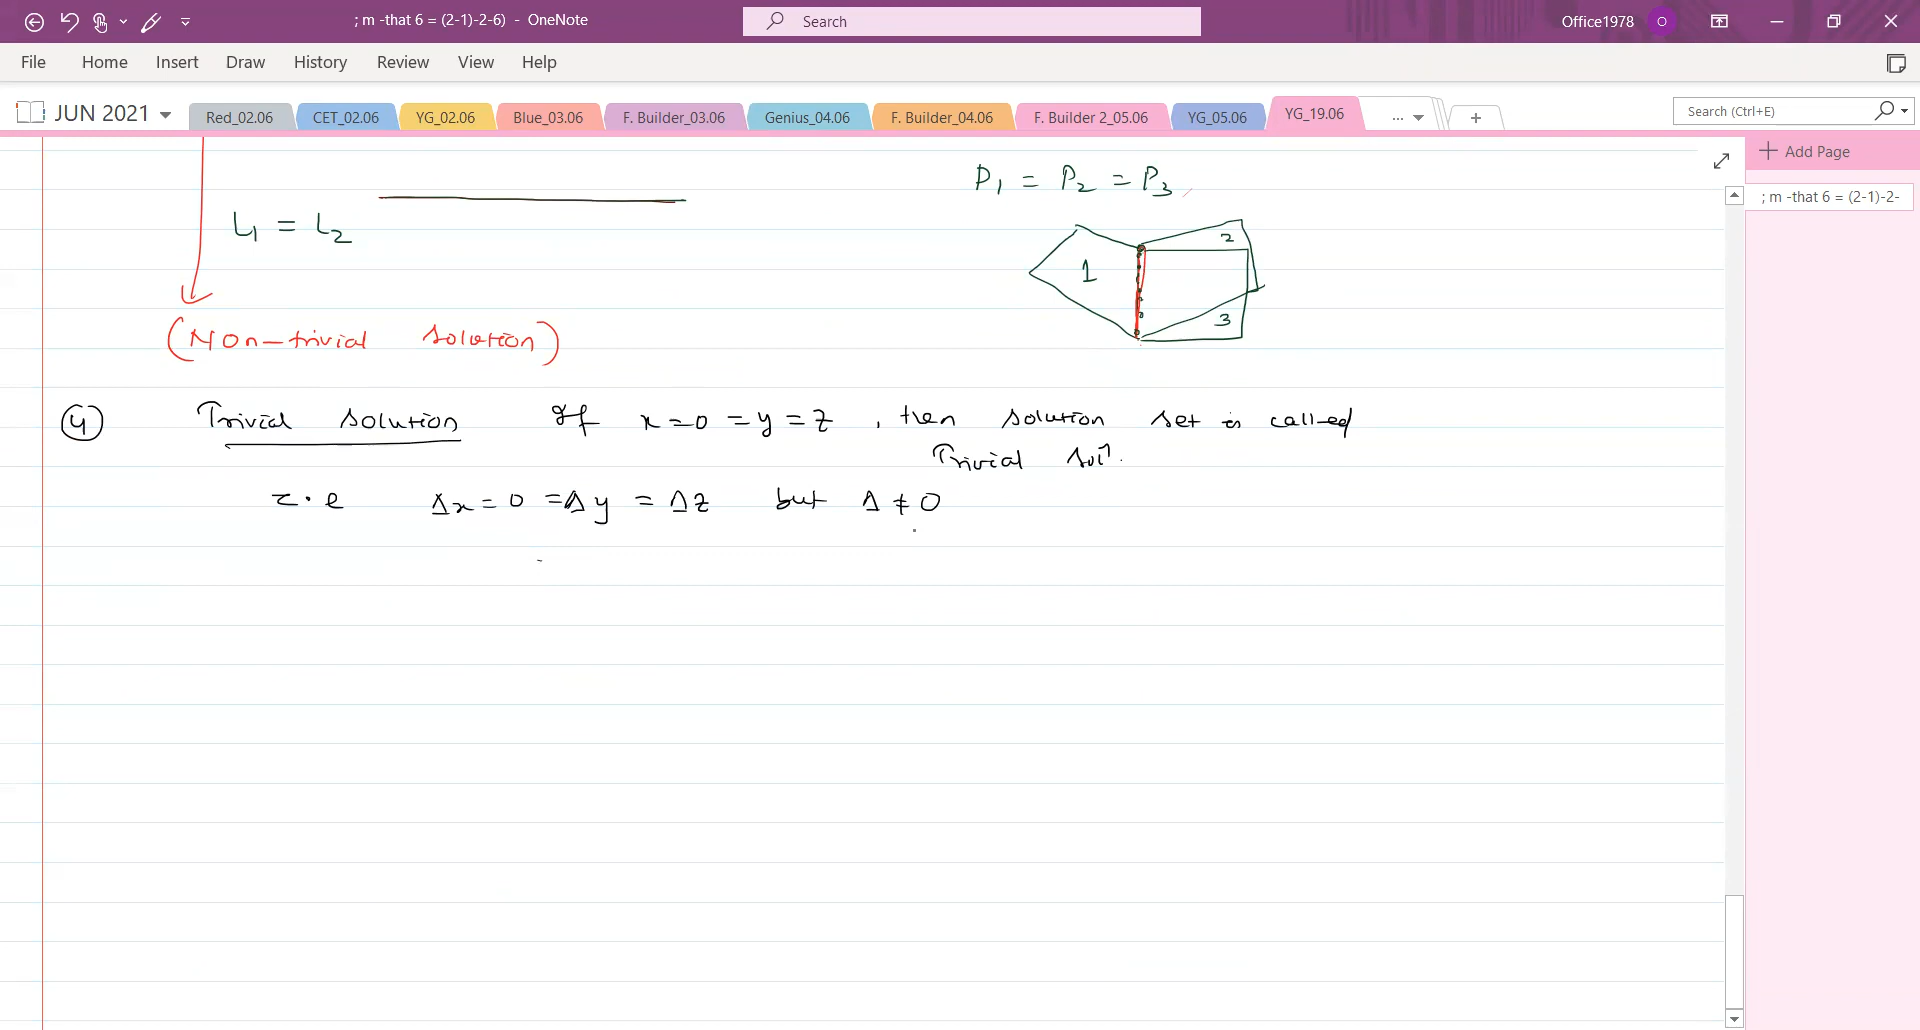 ; m -that 6 = (2-1)-2-6) - OneNote
Search
Office1978
O
File Home Insert Draw History Review View Help
JUN 2021
Red_02.06 CET_02.06 YG_02.06 Blue_03.06 F. Builder_03.06 Genius_04.06 F. Builder_04.06 F. Builder 2_05.06 YG_05.06 YG_19.06 ... +
Search (Ctrl+E)
Add Page
; m -that 6 = (2-1)-2-
P₁ = P₂ = P₃
L₁ = L₂
1
2
3
(Non-trivial solution)
④ Trivial solution If x=0=y=z, then solution set is called
Trivial solⁿ.
i.e Δx=0=Δy=Δz but Δ≠0